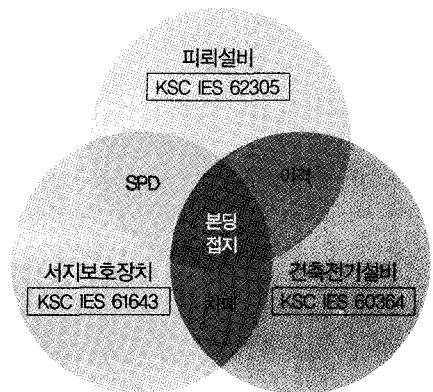 피뢰설비
KSC IES 62305
SPD
이격
본딩
접지
서지보호장치
KSC IES 61643
차폐
건축전기설비
KSC IES 60364